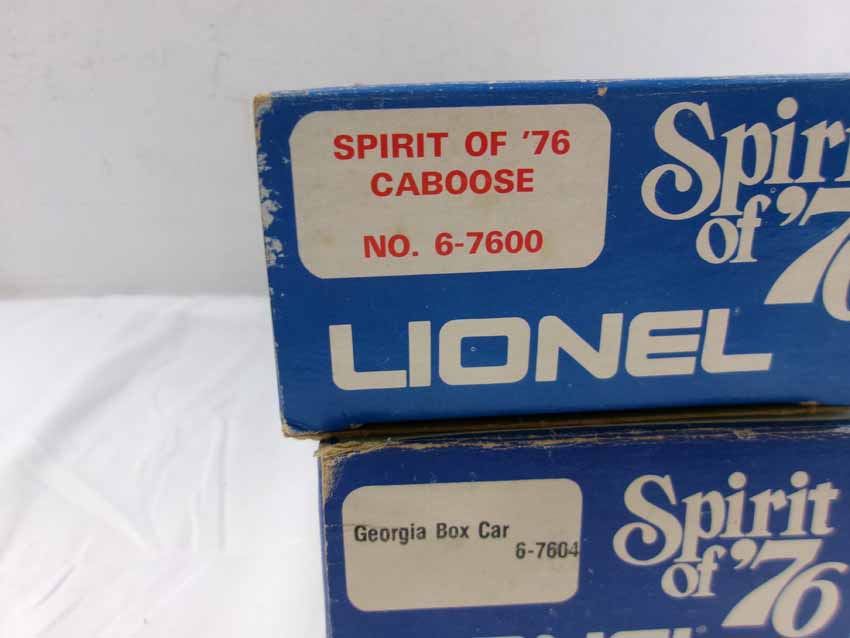 SPIRIT OF '76
CABOOSE
NO. 6-7600
Spirit
of '76
LIONEL
Georgia Box Car
6-7604
Spirit
of '76
LIONEL